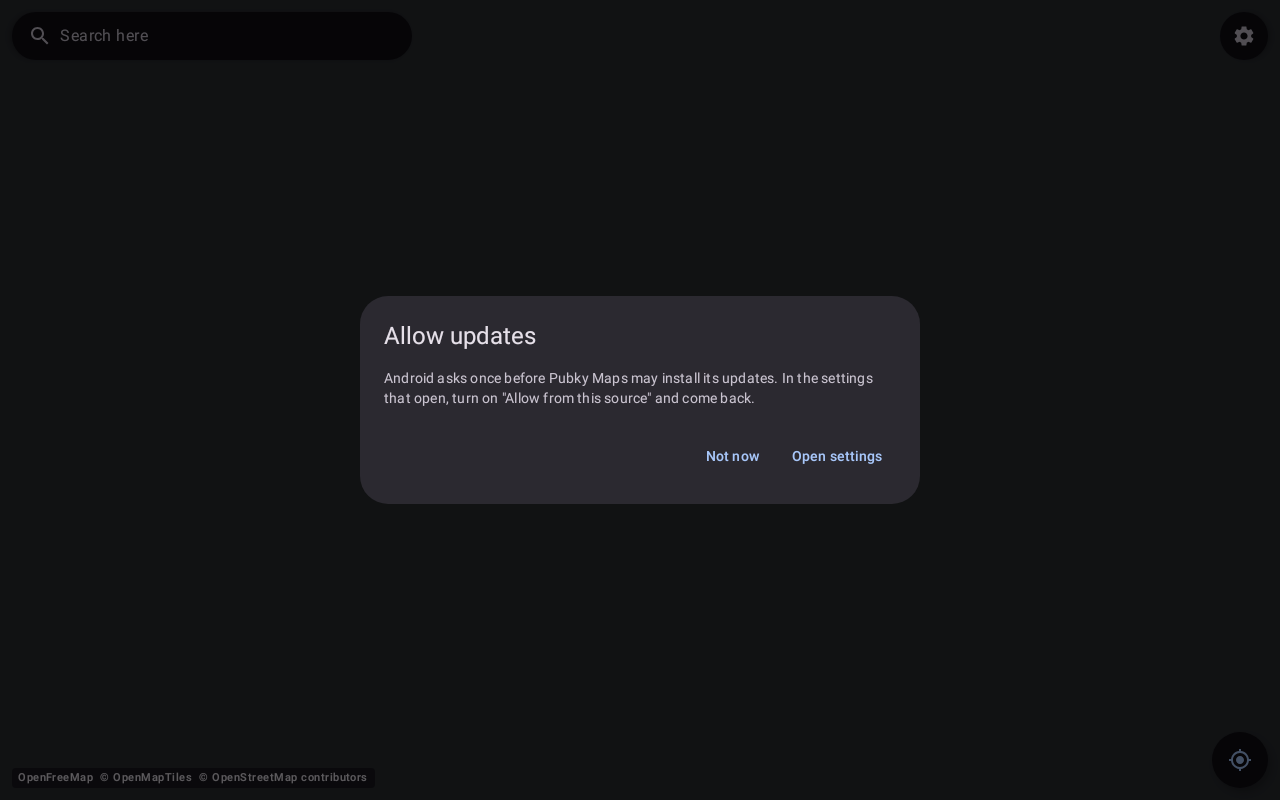 Search here
Allow updates
Android asks once before Pubky Maps may install its updates. In the settings
that open, turn on "Allow from this source" and come back.
Not now
Open settings
OpenFreeMap © OpenMapTiles © OpenStreetMap contributors